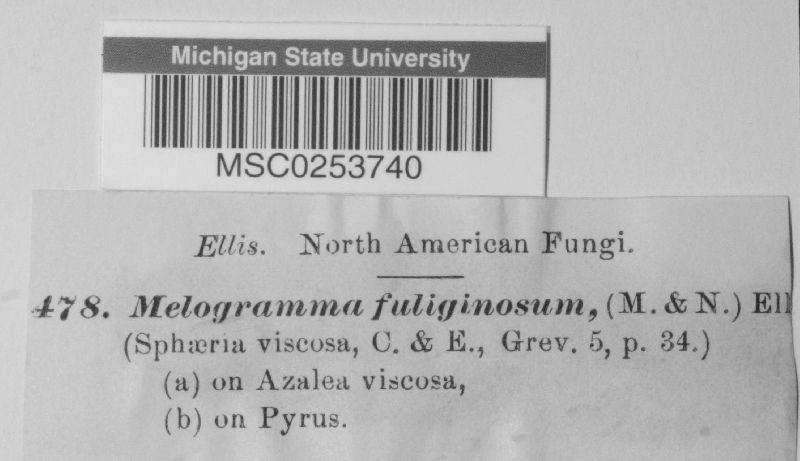 Michigan State University
MSC0253740
Ellis. North American Fungi.
478. Melogramma fuliginosum, (M. & N.) Ell
(Sphæria viscosa, C. & E., Grev. 5, p. 34.)
(a) on Azalea viscosa,
(b) on Pyrus.